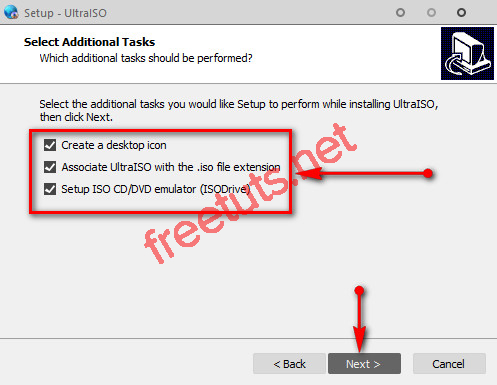 Setup - UltraISO
Select Additional Tasks
Which additional tasks should be performed?
Select the additional tasks you would like Setup to perform while installing UltraISO,
then click Next.
Create a desktop icon
Associate UltraISO with the .iso file extension
Setup ISO CD/DVD emulator (ISODrive)
freetuts.net
< Back
Next >
Cancel